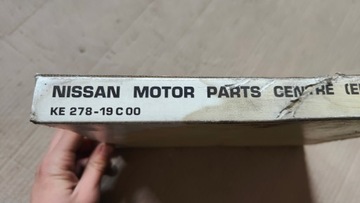 NISSAN MOTOR PARTS CENTRE (E
KE 278-19C00